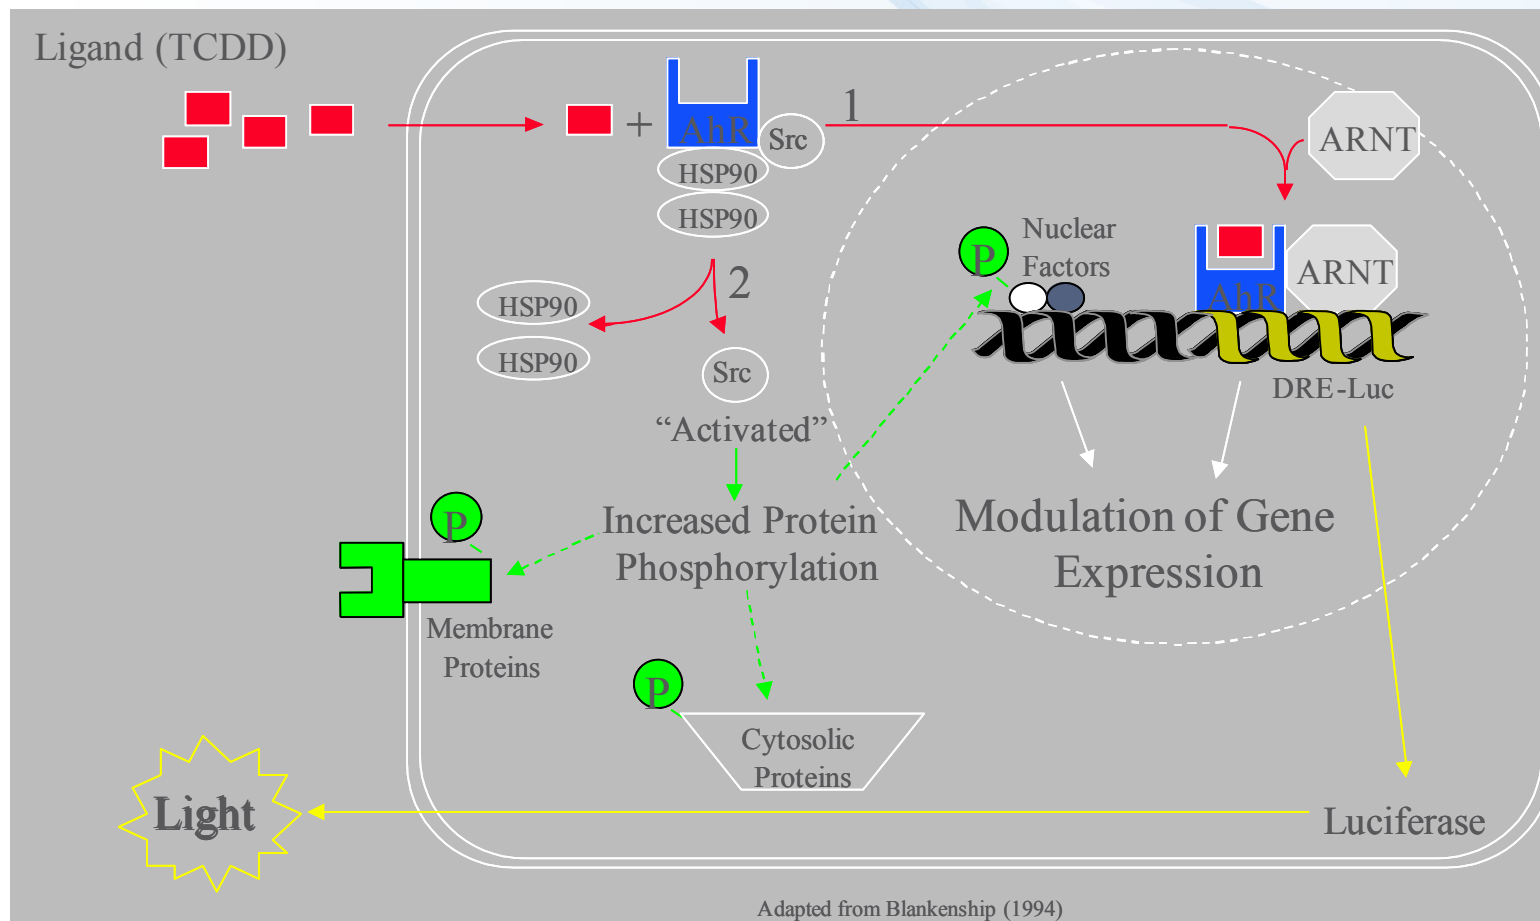 Ligand (TCDD)
+
AhR
Src
HSP90
HSP90
1
ARNT
2
HSP90
HSP90
Src
“Activated”
P
Nuclear
Factors
AhR
ARNT
DRE-Luc
Increased Protein
Phosphorylation
Modulation of Gene
Expression
P
Membrane
Proteins
P
Cytosolic
Proteins
Light
Luciferase
Adapted from Blankenship (1994)